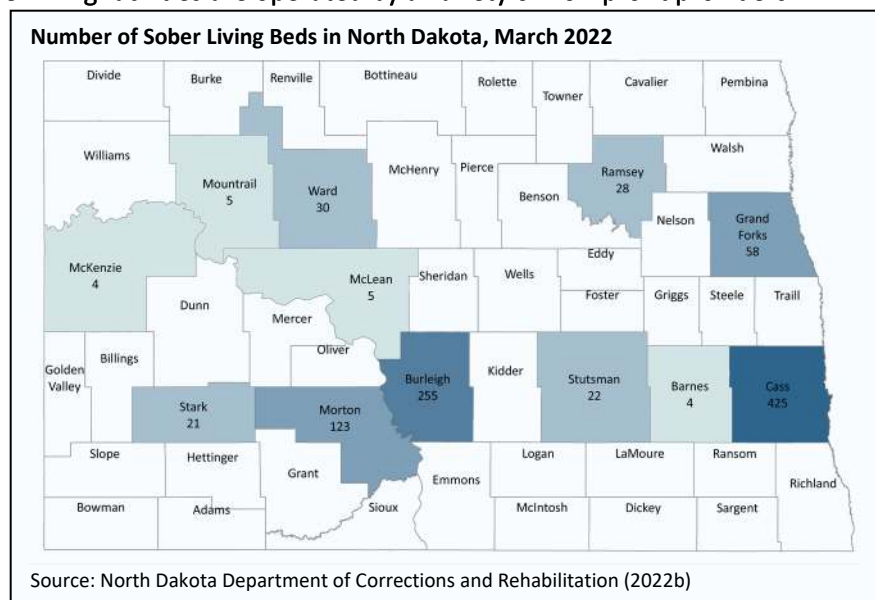 Number of Sober Living Beds in North Dakota, March 2022
Divide
Burke
Renville
Bottineau
Rolette
Towner
Cavalier
Pembina
Williams
Mountrail
5
Ward
30
McHenry
Pierce
Benson
Ramsey
28
Walsh
Nelson
Grand
Forks
58
McKenzie
4
Dunn
Mercer
McLean
5
Sheridan
Wells
Eddy
Foster
Griggs
Steele
Traill
Golden
Valley
Billings
Oliver
Burleigh
255
Kidder
Stutsman
22
Barnes
4
Cass
425
Stark
21
Morton
123
Slope
Hettinger
Grant
Emmons
Logan
LaMoure
Ransom
Richland
Bowman
Adams
Sioux
McIntosh
Dickey
Sargent
Source: North Dakota Department of Corrections and Rehabilitation (2022b)